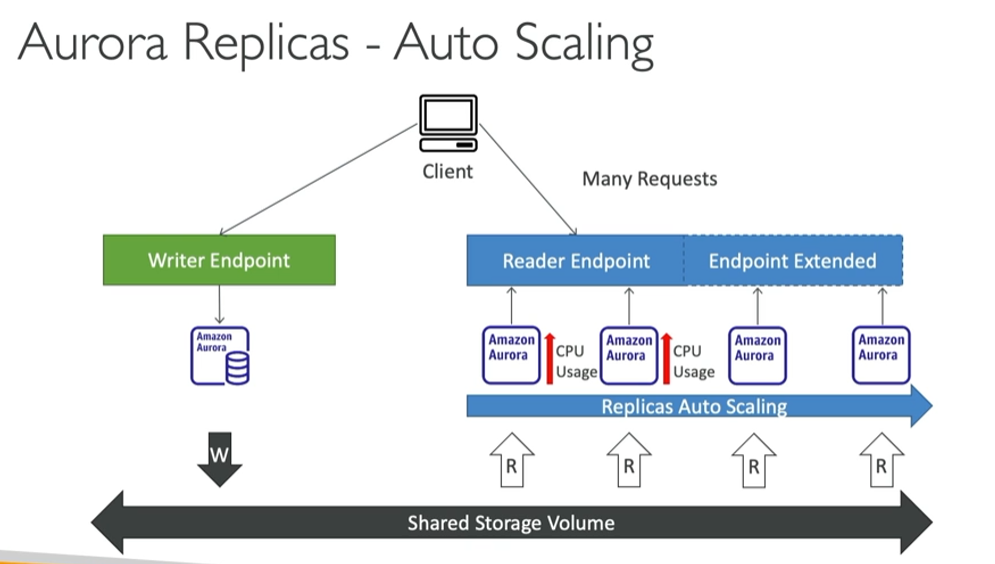 Aurora Replicas - Auto Scaling
Client
Many Requests
Writer Endpoint
Reader Endpoint
Endpoint Extended
Amazon
Aurora
Amazon
Aurora
CPU
Usage
Amazon
Aurora
CPU
Usage
Amazon
Aurora
Amazon
Aurora
Replicas Auto Scaling
W
R
R
R
R
Shared Storage Volume